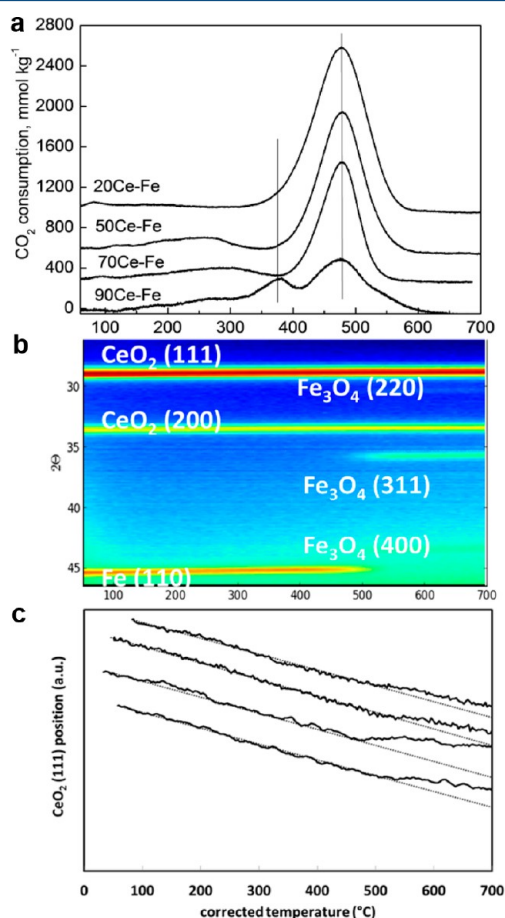 a
CO₂ consumption, mmol kg⁻¹
2800
2400
2000
1600
1200
800
400
0
20Ce-Fe
50Ce-Fe
70Ce-Fe
90Ce-Fe
100 200 300 400 500 600 700
b
2Θ
30
35
40
45
CeO₂ (111)
Fe₃O₄ (220)
CeO₂ (200)
Fe₃O₄ (311)
Fe₃O₄ (400)
Fe (110)
100 200 300 400 500 600 700
c
CeO₂ (111) position (a.u.)
0 100 200 300 400 500 600 700
corrected temperature (°C)